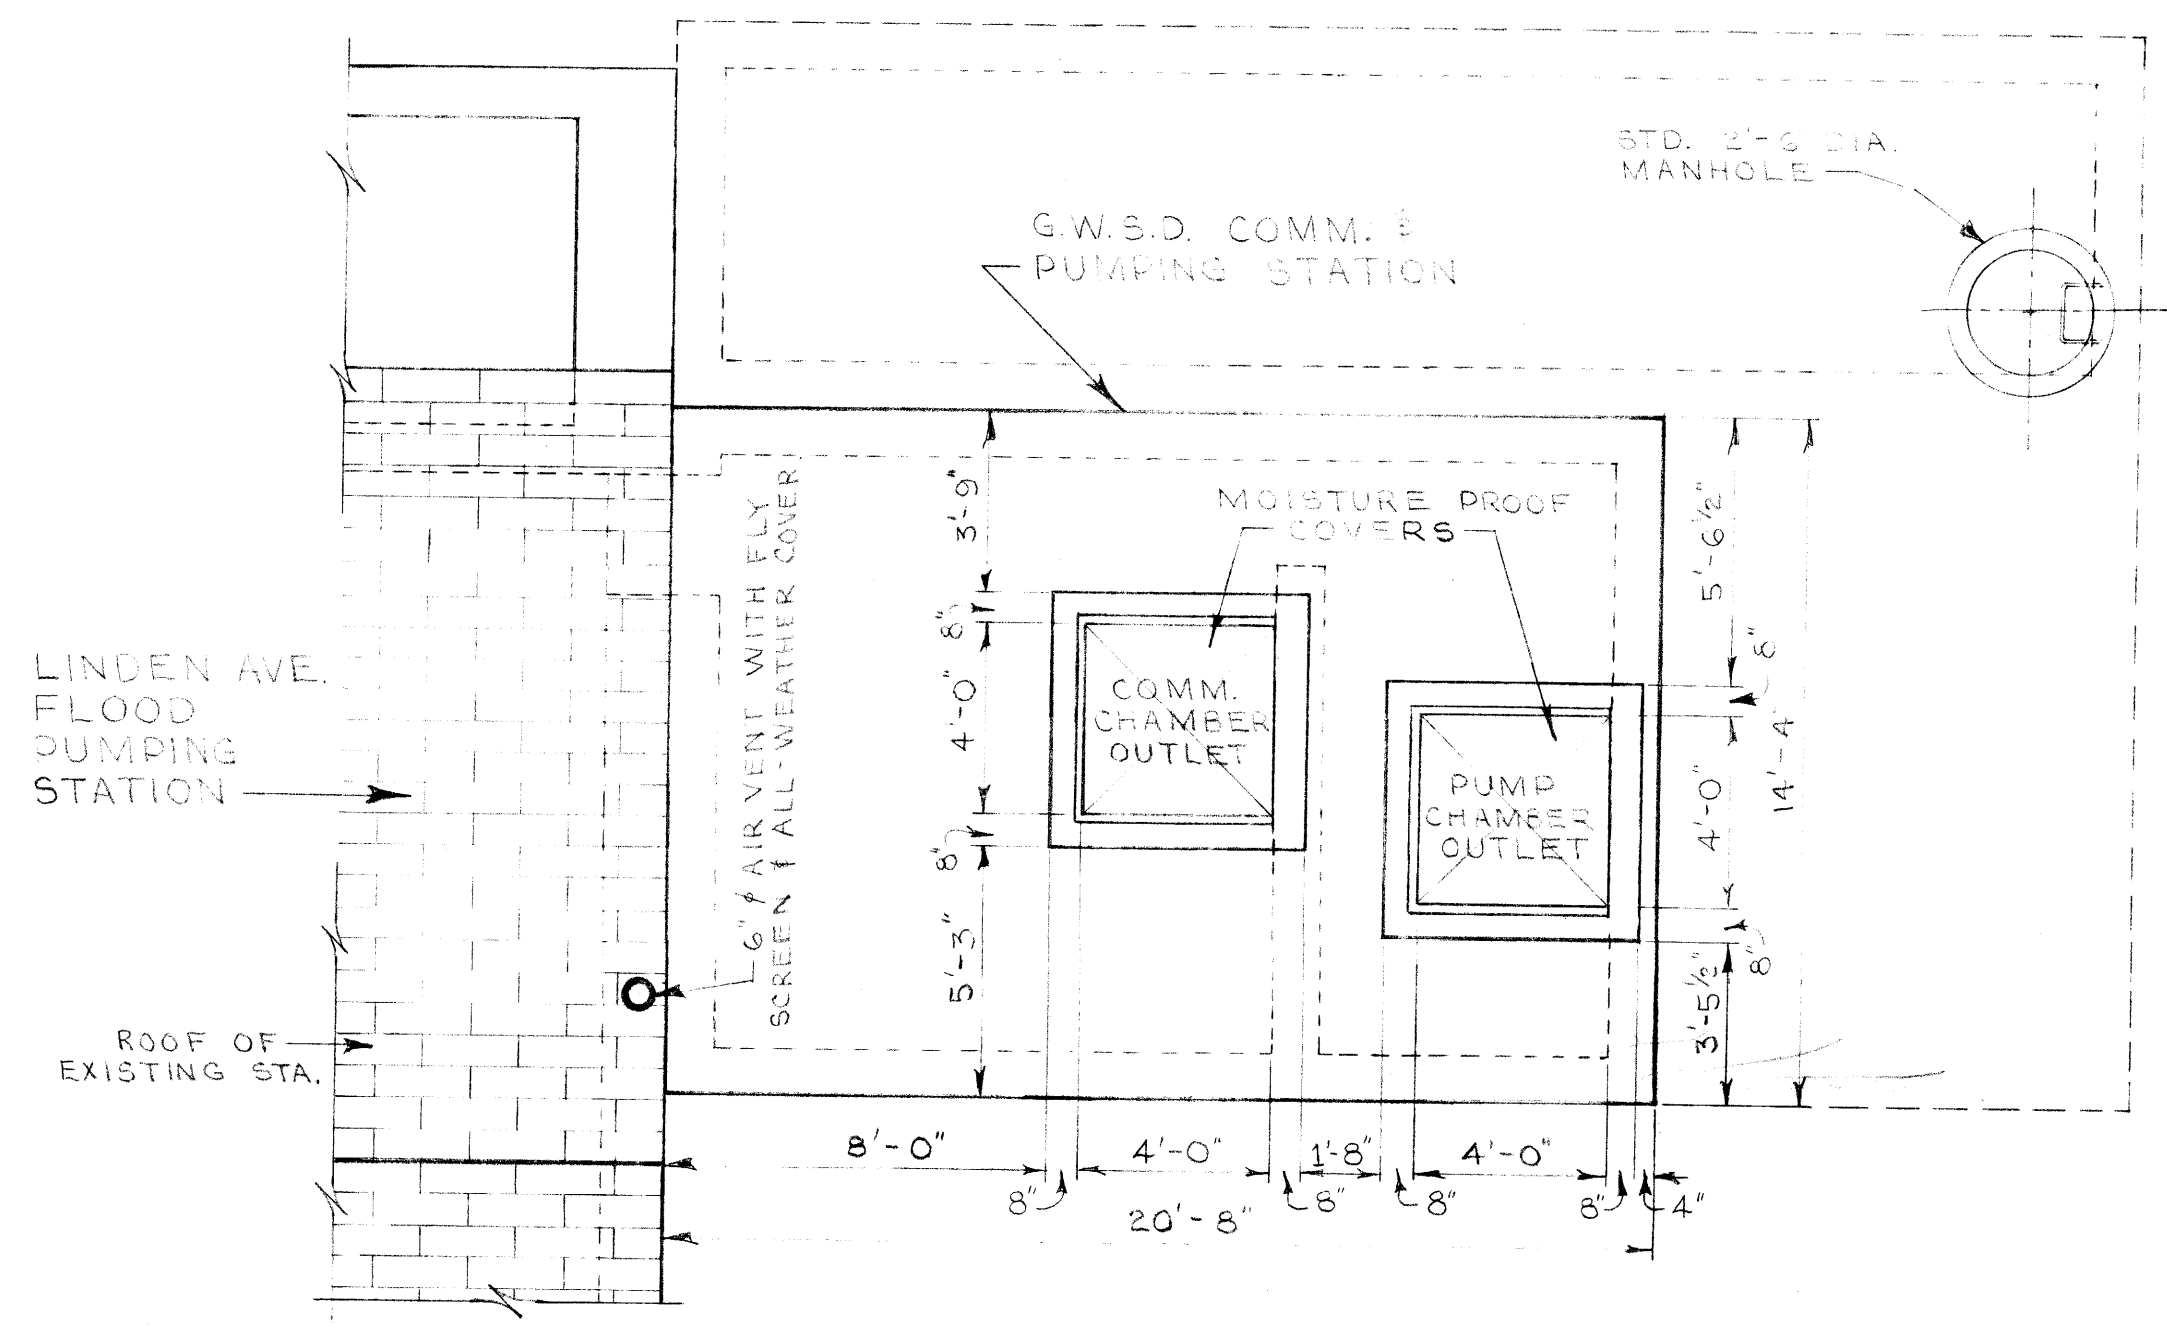 STD. 2'-6 DIA.
MANHOLE
G.W.S.D. COMM. &
PUMPING STATION
MOISTURE PROOF
COVERS
3'-9"
8"
4'-0"
8"
5'-3"
5'-6½"
8"
4'-0"
14'-4"
8"
3'-5½"
6" ϕ AIR VENT WITH FLY
SCREEN & ALL-WEATHER COVER
COMM.
CHAMBER
OUTLET
PUMP
CHAMBER
OUTLET
LINDEN AVE.
FLOOD
PUMPING
STATION
ROOF OF
EXISTING STA.
8'-0"
4'-0"
1'-8"
4'-0"
8"
8"
8"
8"
4"
20'-8"